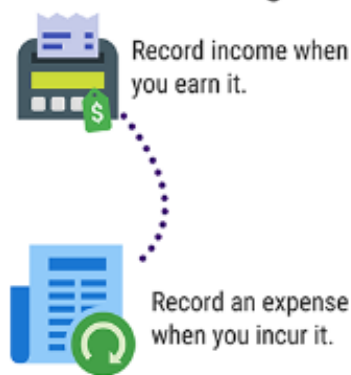 Record income when
you earn it.
$
Record an expense
when you incur it.